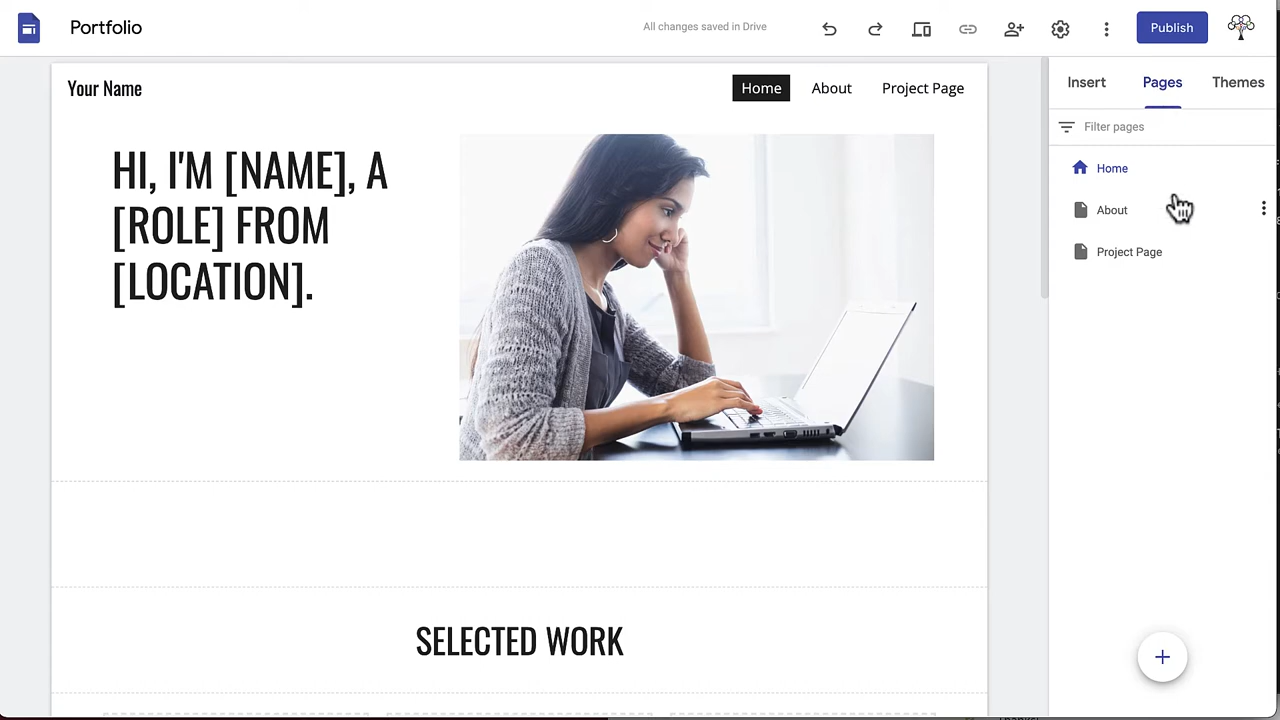 Portfolio
All changes saved in Drive
Publish
Your Name
Home
About
Project Page
Insert
Pages
Themes
Filter pages
Home
About
Project Page
HI, I'M [NAME], A
[ROLE] FROM
[LOCATION].
SELECTED WORK